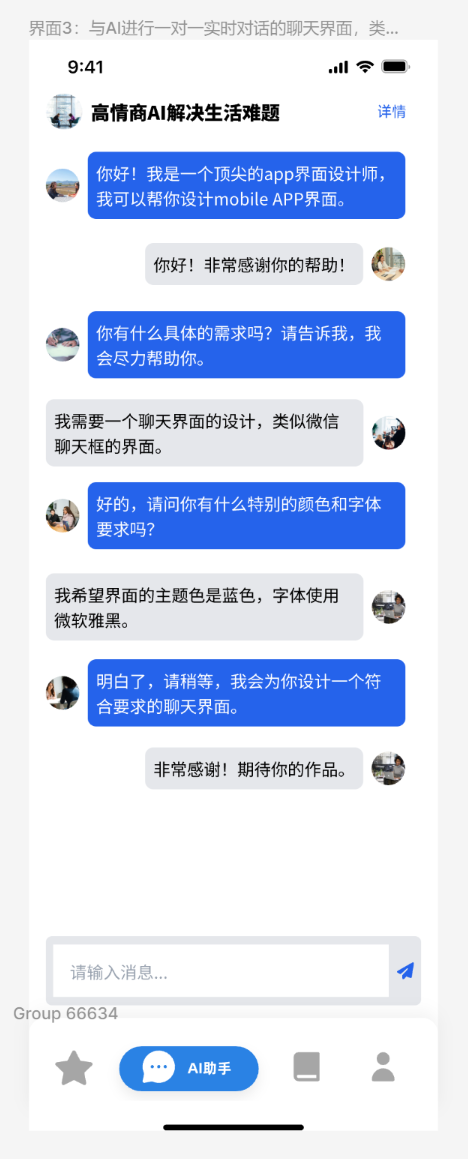 界面3：与AI进行一对一实时对话的聊天界面，类...
9:41
高情商AI解决生活难题
详情
你好！我是一个顶尖的app界面设计师，
我可以帮你设计mobile APP界面。
你好！非常感谢你的帮助！
你有什么具体的需求吗？请告诉我，我
会尽力帮助你。
我需要一个聊天界面的设计，类似微信
聊天框的界面。
好的，请问你有什么特别的颜色和字体
要求吗？
我希望界面的主题色是蓝色，字体使用
微软雅黑。
明白了，请稍等，我会为你设计一个符
合要求的聊天界面。
非常感谢！期待你的作品。
请输入消息...
Group 66634
AI助手